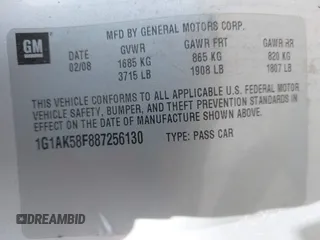 MFD BY GENERAL MOTORS CORP.
GM
DATE GVWR GAWR FRT GAWR RR
02/08 1685 KG 865 KG 820 KG
3715 LB 1908 LB 1807 LB
THIS VEHICLE CONFORMS TO ALL APPLICABLE U.S. FEDERAL MOTOR
VEHICLE SAFETY, BUMPER, AND THEFT PREVENTION STANDARDS IN
EFFECT ON THE DATE OF MANUFACTURE SHOWN ABOVE.
1G1AK58F887256130 TYPE: PASS CAR